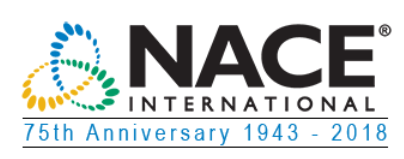 NACE®
INTERNATIONAL
75th Anniversary 1943 - 2018